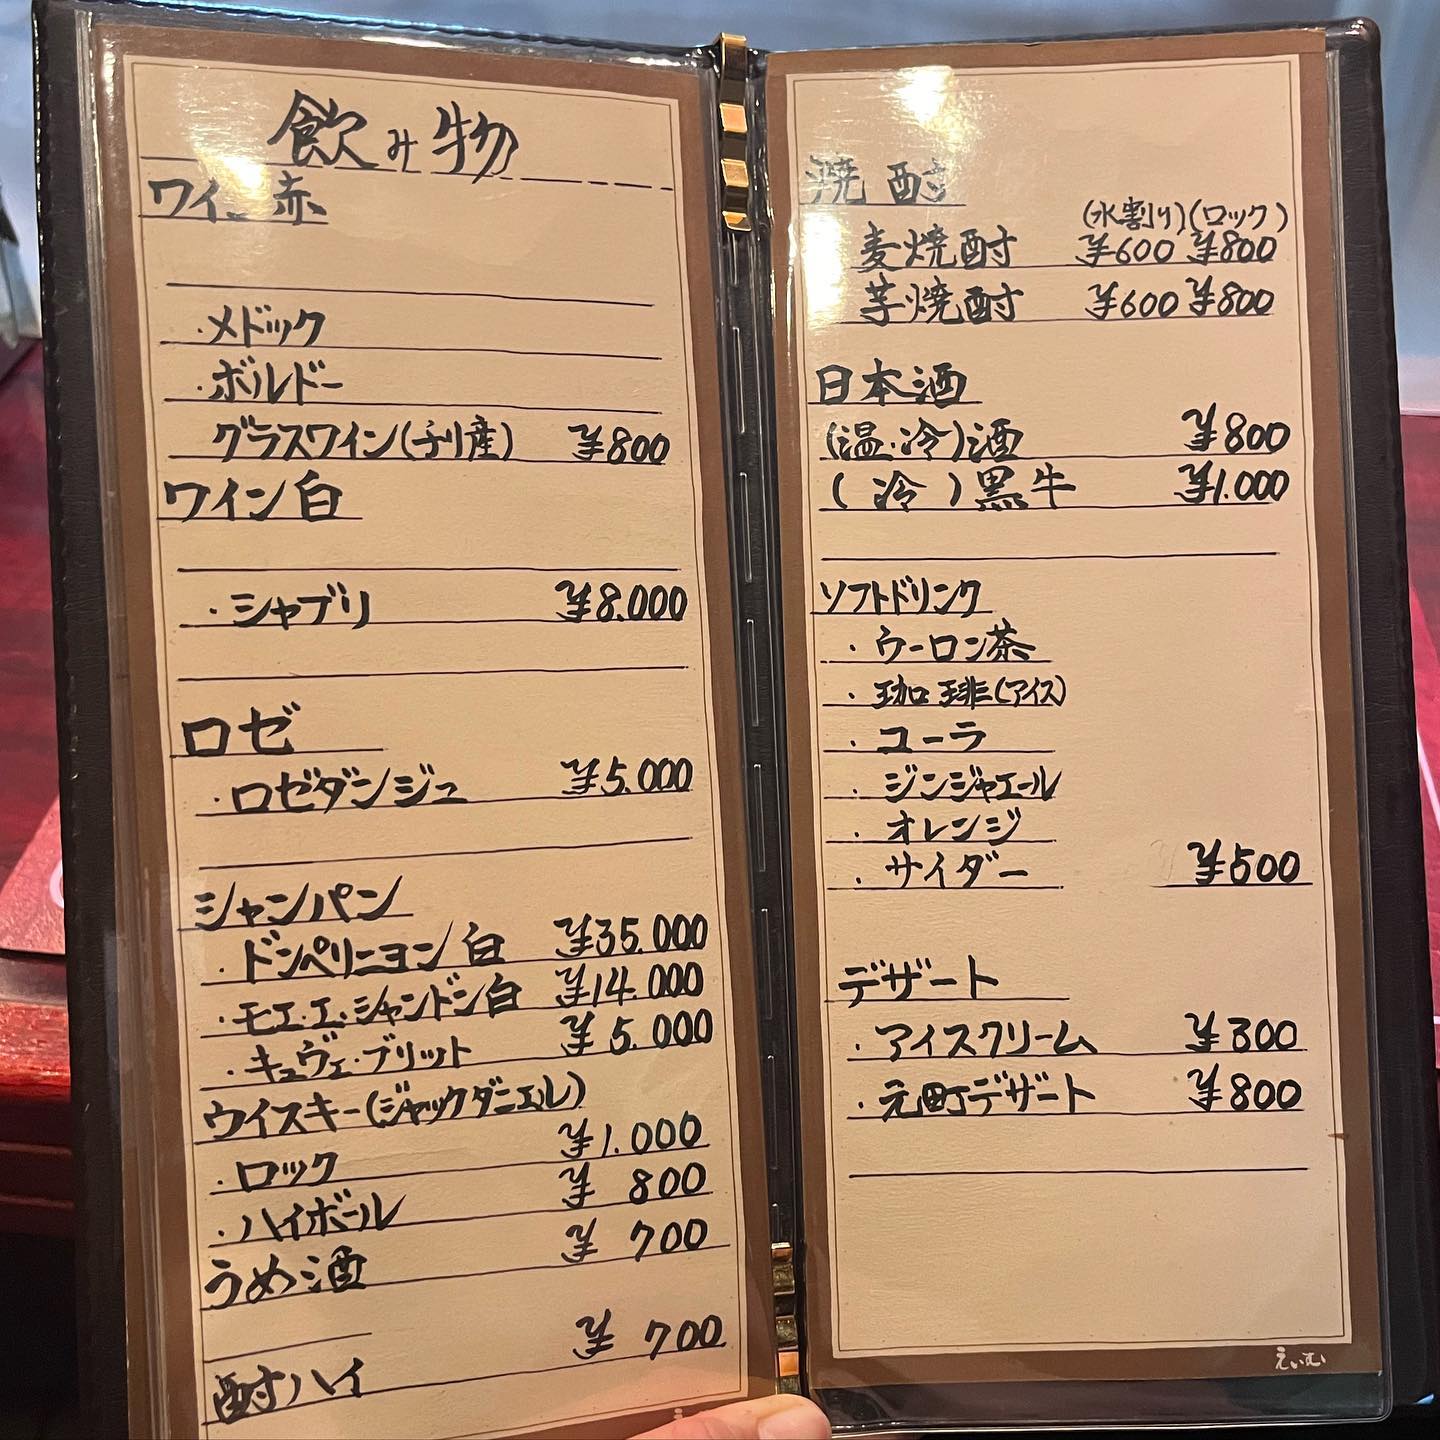 飲み物
ワイン赤
・メドック
・ボルドー
グラスワイン(チリ産) ¥800
ワイン白
・シャブリ ¥8.000
ロゼ
・ロゼダンジュ ¥5.000
シャンパン
・ドンペリニヨン白 ¥35.000
・モエ・エ・シャンドン白 ¥14.000
・キュヴェ・ブリット ¥5.000
ウイスキー(ジャックダニエル)
・ロック ¥1.000
・ハイボール ¥800
うめ酒 ¥700
酎ハイ ¥700
焼酎
(水割り)(ロック)
麦焼酎 ¥600 ¥800
芋焼酎 ¥600 ¥800
日本酒
(温・冷)酒 ¥800
(冷)黒牛 ¥1.000
ソフトドリンク
・ウーロン茶
・珈琲(アイス)
・コーラ
・ジンジャエール
・オレンジ
・サイダー ¥500
デザート
・アイスクリーム ¥300
・元町デザート ¥800
えいむ